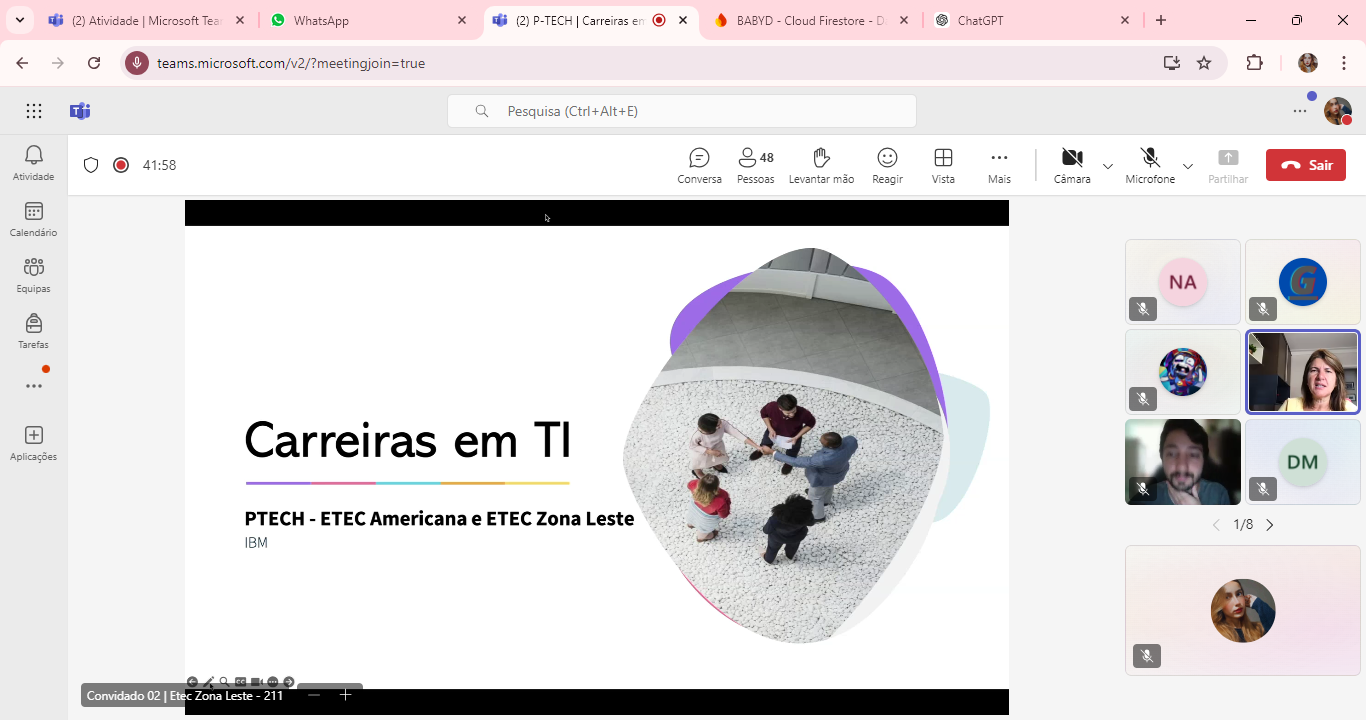 (2) Atividade | Microsoft Tea
WhatsApp
(2) P-TECH | Carreiras em
BABYD - Cloud Firestore - D
ChatGPT
teams.microsoft.com/v2/?meetingjoin=true
Pesquisa (Ctrl+Alt+E)
41:58
Conversa
48
Pessoas
Levantar mão
Reagir
Vista
Mais
Câmara
Microfone
Partilhar
Sair
Atividade
Calendário
Equipas
Tarefas
Aplicações
Carreiras em TI
PTECH - ETEC Americana e ETEC Zona Leste
IBM
NA
G
DM
1/8
Convidado 02 | Etec Zona Leste - 211